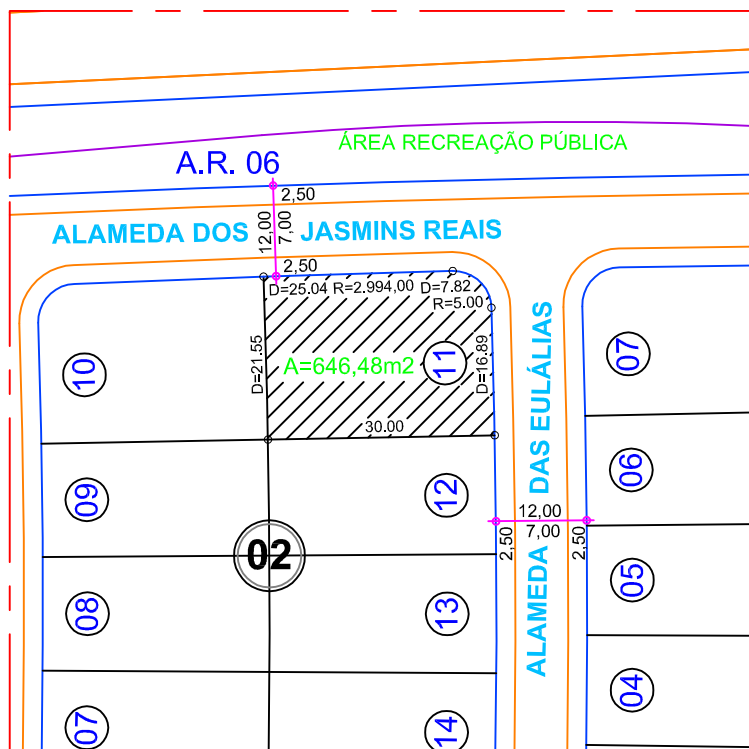 ÁREA RECREAÇÃO PÚBLICA
A.R. 06
2,50
12,00
7,00
ALAMEDA DOS JASMINS REAIS
2,50
D=25.04 R=2.994,00 D=7.82
R=5.00
D=21.55
A=646,48m2
11
D=16.89
30.00
10
07
ALAMEDA DAS EULÁLIAS
09
12
06
12,00
7,00
2,50
2.50
02
08
13
05
04
07
14